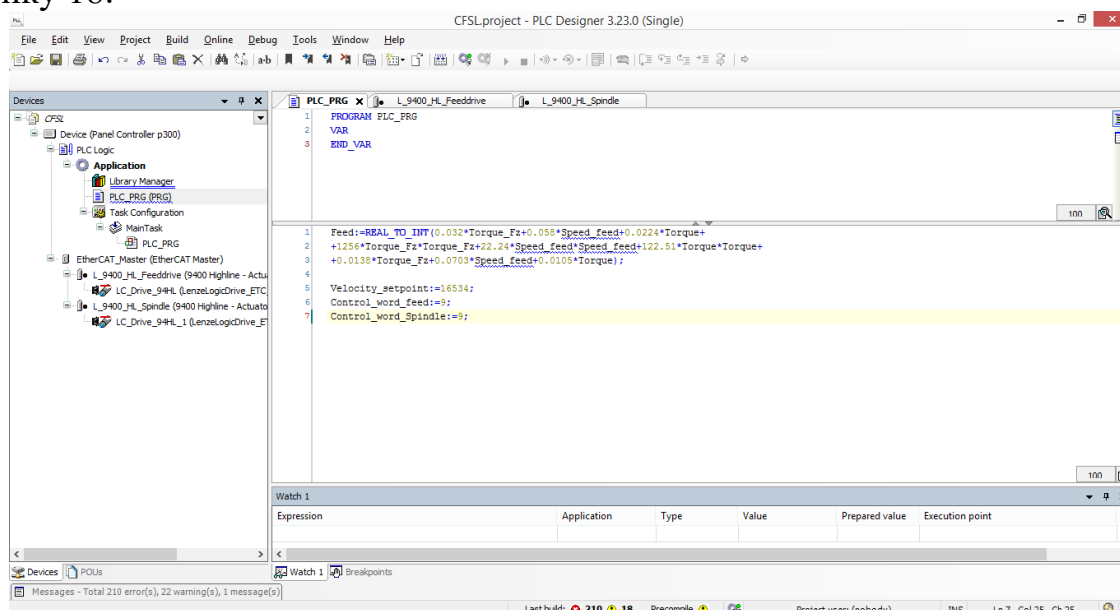 CFSL.project - PLC Designer 3.23.0 (Single)
File Edit View Project Build Online Debug Tools Window Help
Devices
CFSL
Device (Panel Controller p300)
PLC Logic
Application
Library Manager
PLC_PRG (PRG)
Task Configuration
MainTask
PLC_PRG
EtherCAT_Master (EtherCAT Master)
L_9400_HL_Feeddrive (9400 Highline - Actu
LC_Drive_94HL (LenzeLogicDrive_ETC
L_9400_HL_Spindle (9400 Highline - Actuato
LC_Drive_94HL_1 (LenzeLogicDrive_E
PLC_PRG L_9400_HL_Feeddrive L_9400_HL_Spindle
1 PROGRAM PLC_PRG
2 VAR
3 END_VAR
100
1 Feed:=REAL_TO_INT(0.032*Torque_Fz+0.058*Speed_feed+0.0224*Torque+
2 +1256*Torque_Fz*Torque_Fz+22.24*Speed_feed*Speed_feed+122.51*Torque*Torque+
3 +0.0138*Torque_Fz+0.0703*Speed_feed+0.0105*Torque);
4
5 Velocity_setpoint:=16534;
6 Control_word_feed:=9;
7 Control_word_Spindle:=9;
100
Watch 1
Expression Application Type Value Prepared value Execution point
Devices POUs
Watch 1 Breakpoints
Messages - Total 210 error(s), 22 warning(s), 1 message(s)
Last build: 210 18 Precompile Project user: (nobody) INS Ln 7 Col 25 Ch 25